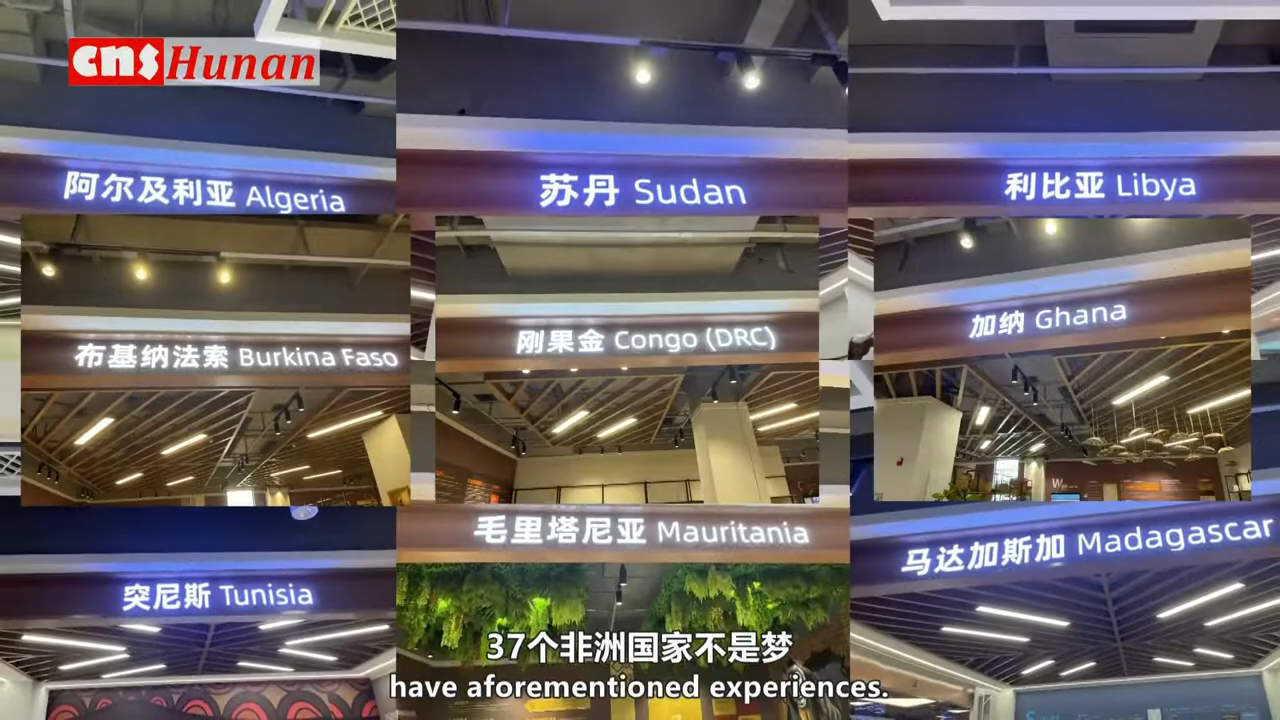 cns Hunan
阿尔及利亚 Algeria
苏丹 Sudan
利比亚 Libya
布基纳法索 Burkina Faso
刚果金 Congo (DRC)
加纳 Ghana
突尼斯 Tunisia
毛里塔尼亚 Mauritania
马达加斯加 Madagascar
37个非洲国家不是梦
have aforementioned experiences.